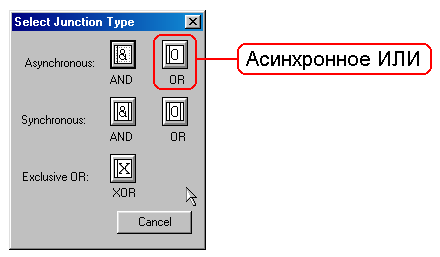 Select Junction Type
Asynchronous:
&
O
AND
OR
Асинхронное ИЛИ
Synchronous:
&
O
AND
OR
Exclusive OR:
X
XOR
Cancel